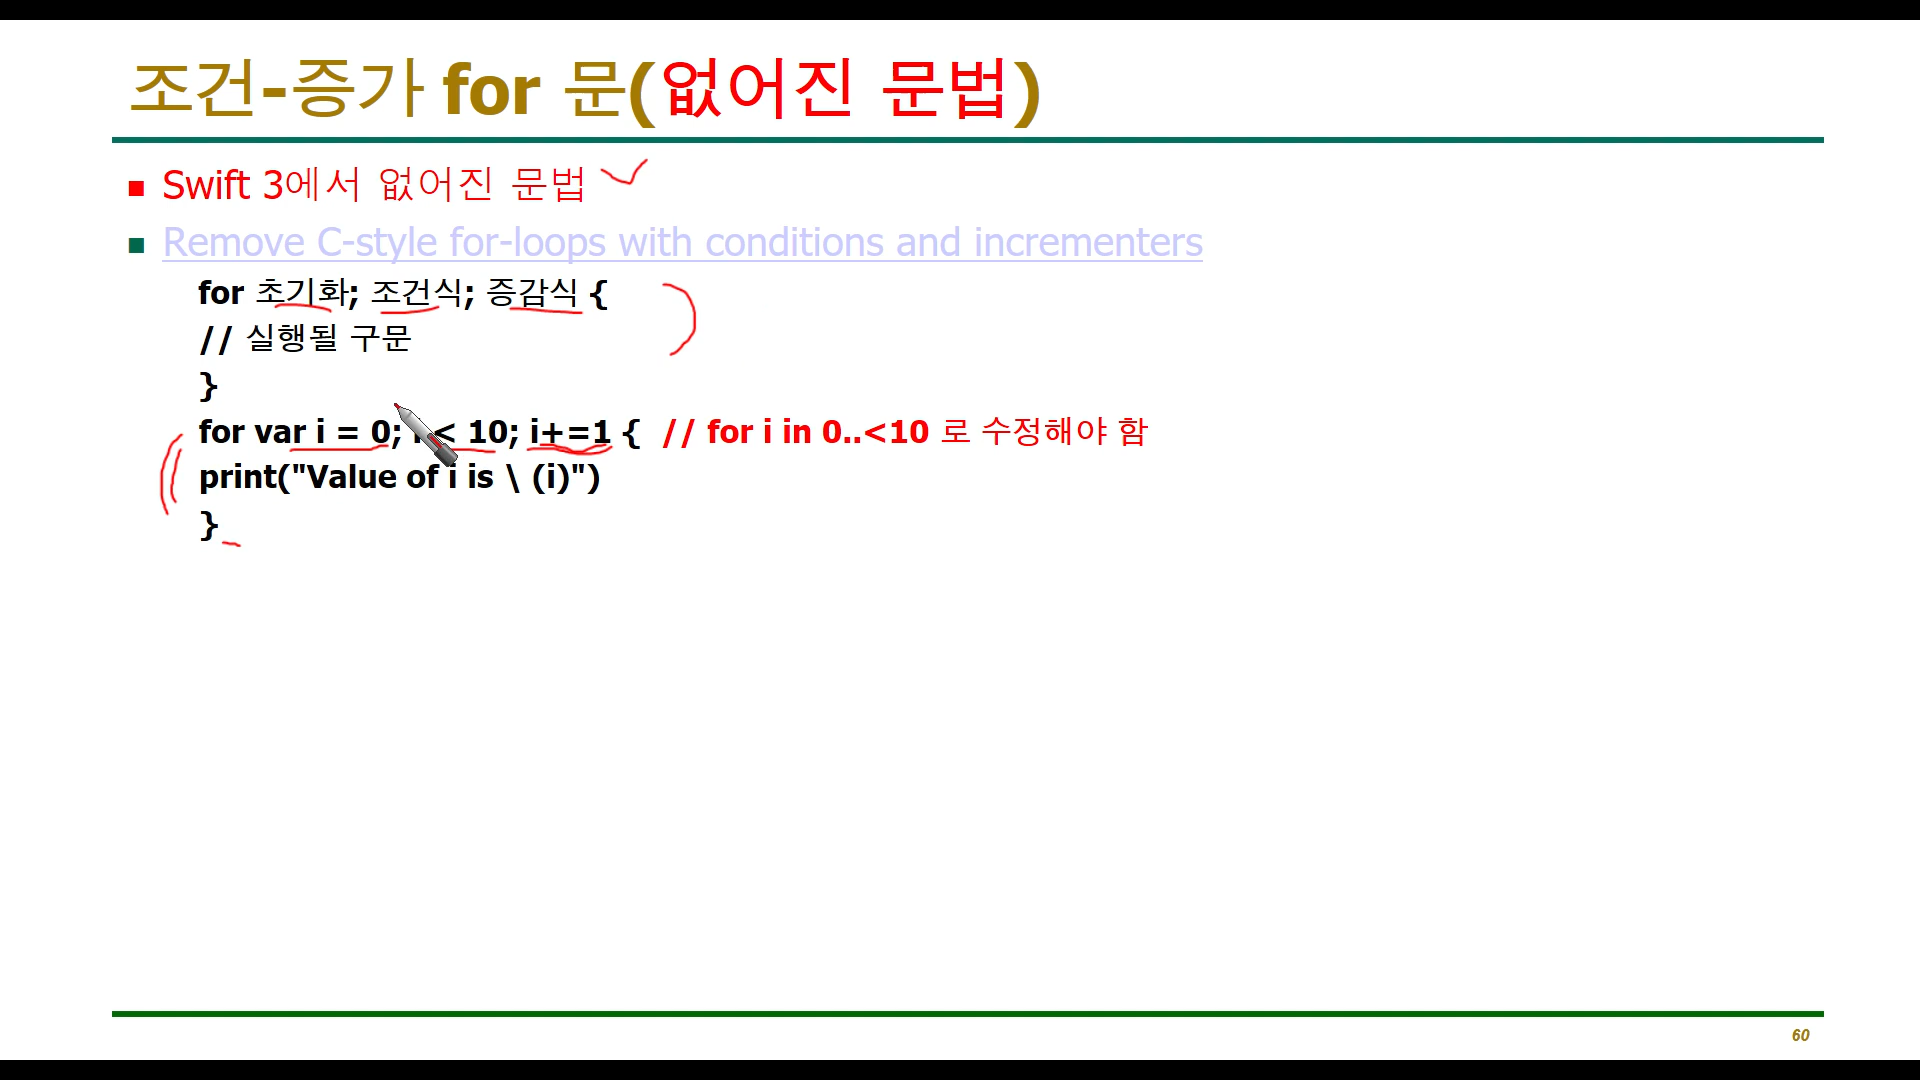 조건-증가 for 문(없어진 문법)
Swift 3에서 없어진 문법
Remove C-style for-loops with conditions and incrementers
for 초기화; 조건식; 증감식 {
// 실행될 구문
}
for var i = 0; i < 10; i+=1 { // for i in 0..<10 로 수정해야 함
print("Value of i is \ (i)")
}
60